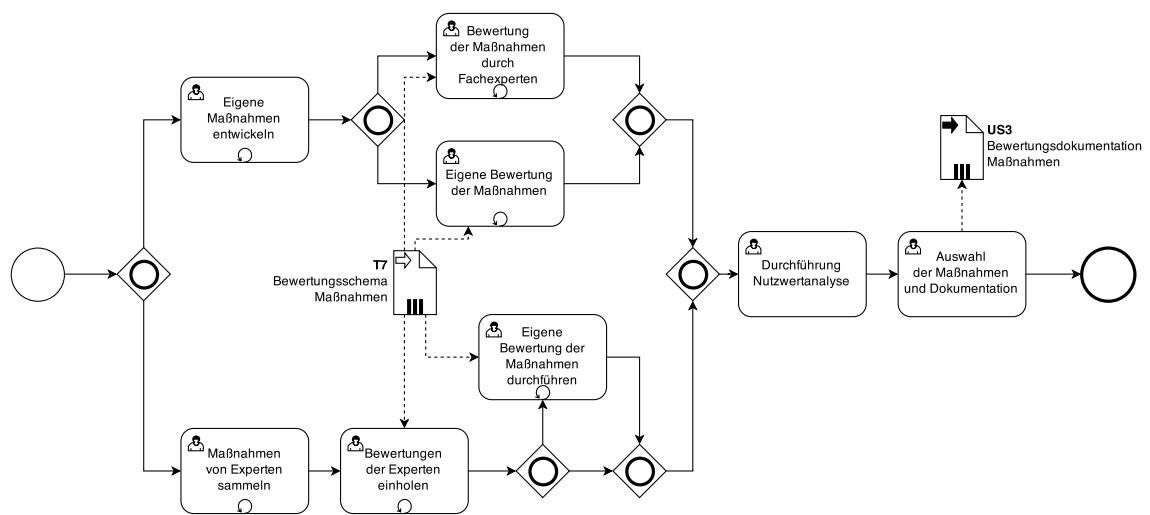 Bewertung
der Maßnahmen
durch
Fachexperten
Eigene
Maßnahmen
entwickeln
Eigene Bewertung
der Maßnahmen
US3
Bewertungsdokumentation
Maßnahmen
T7
Bewertungsschema
Maßnahmen
Durchführung
Nutzwertanalyse
Auswahl
der Maßnahmen
und Dokumentation
Eigene
Bewertung der
Maßnahmen
durchführen
Maßnahmen
von Experten
sammeln
Bewertungen
der Experten
einholen